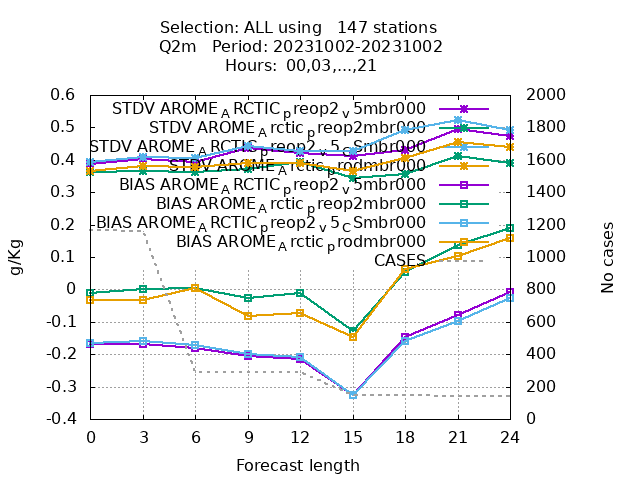 Selection: ALL using 147 stations
Q2m Period: 20231002-20231002
Hours: 00,03,...,21
g/Kg
No cases
0.6
0.5
0.4
0.3
0.2
0.1
0
-0.1
-0.2
-0.3
-0.4
2000
1800
1600
1400
1200
1000
800
600
400
200
0
STDV AROME_ARCTIC_preop2_v5mbr000
STDV AROME_Arctic_preop2mbr000
STDV AROME_ARCTIC_preop2_v5_CSmbr000
STDV AROME_Arctic_prodmbr000
BIAS AROME_ARCTIC_preop2_v5mbr000
BIAS AROME_Arctic_preop2mbr000
BIAS AROME_ARCTIC_preop2_v5_CSmbr000
BIAS AROME_Arctic_prodmbr000
CASES
0 3 6 9 12 15 18 21 24
Forecast length